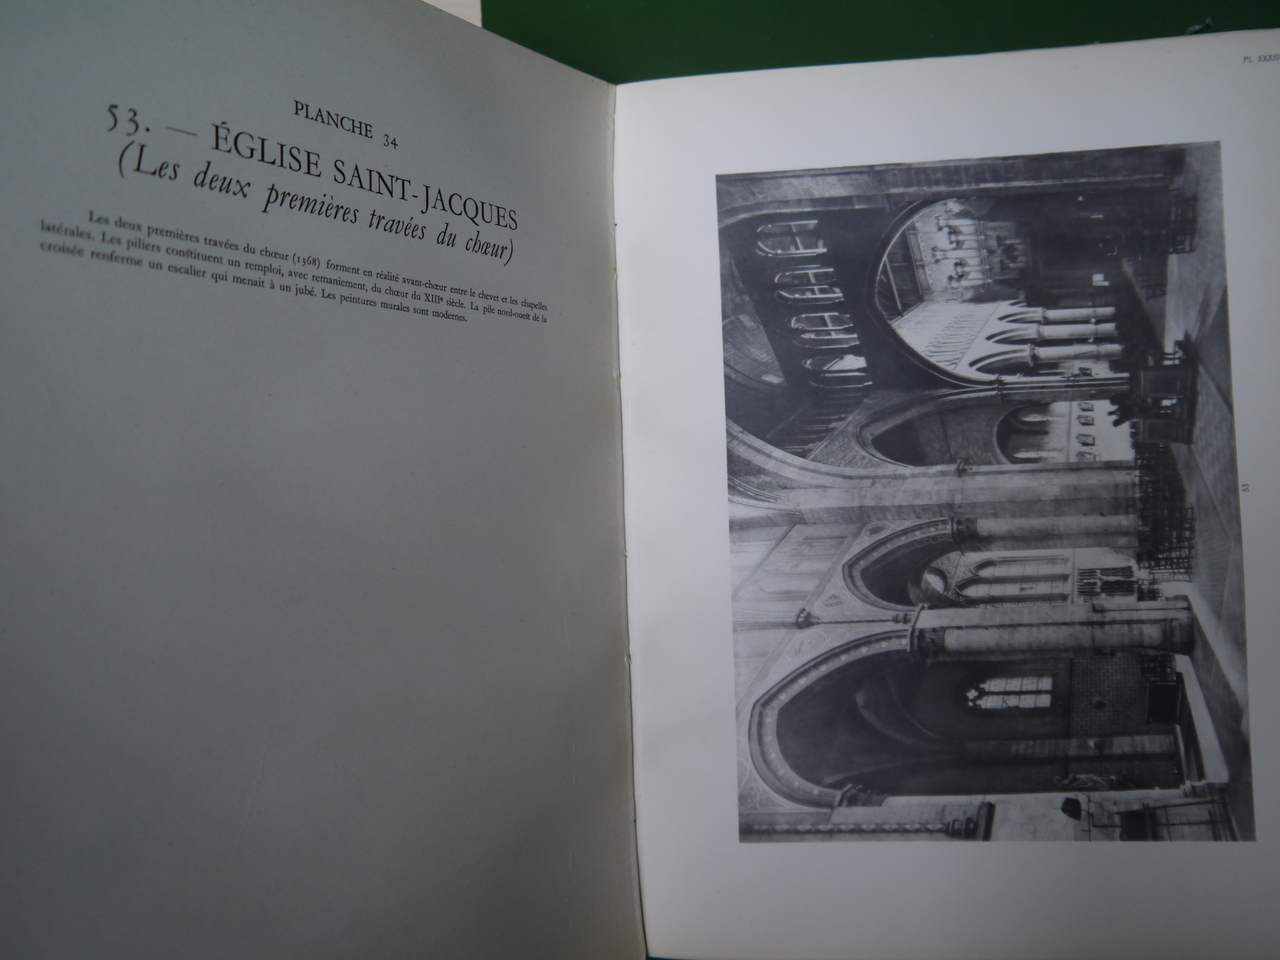 PLANCHE 34
53. — ÉGLISE SAINT-JACQUES
(Les deux premières travées du chœur)
Les deux premières travées du chœur (1368) forment en réalité avant-chœur entre le chevet et les chapelles
latérales. Les piliers constituent un remploi, avec remaniement, du chœur du XIIIe siècle. La pile nord-ouest de la
croisée renferme un escalier qui menait à un jubé. Les peintures murales sont modernes.
PL. XXXIV
53